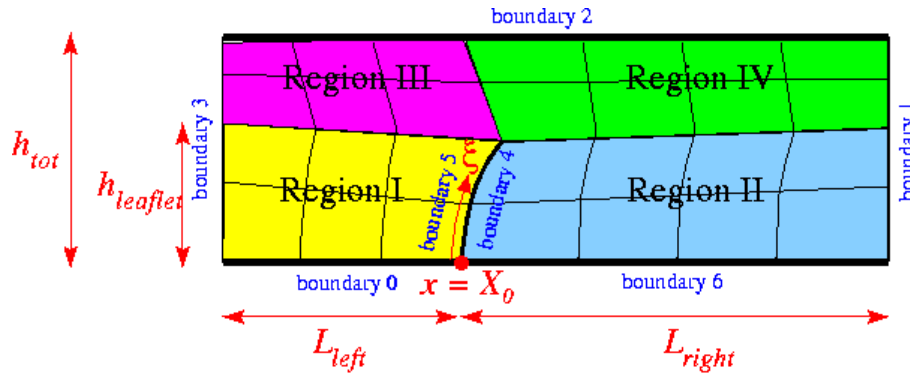 boundary 2
Region III
Region IV
boundary 3
h_tot
h_leaflet
boundary 5
ξ
boundary 4
boundary 1
Region I
Region II
boundary 0
x = X_0
boundary 6
L_left
L_right